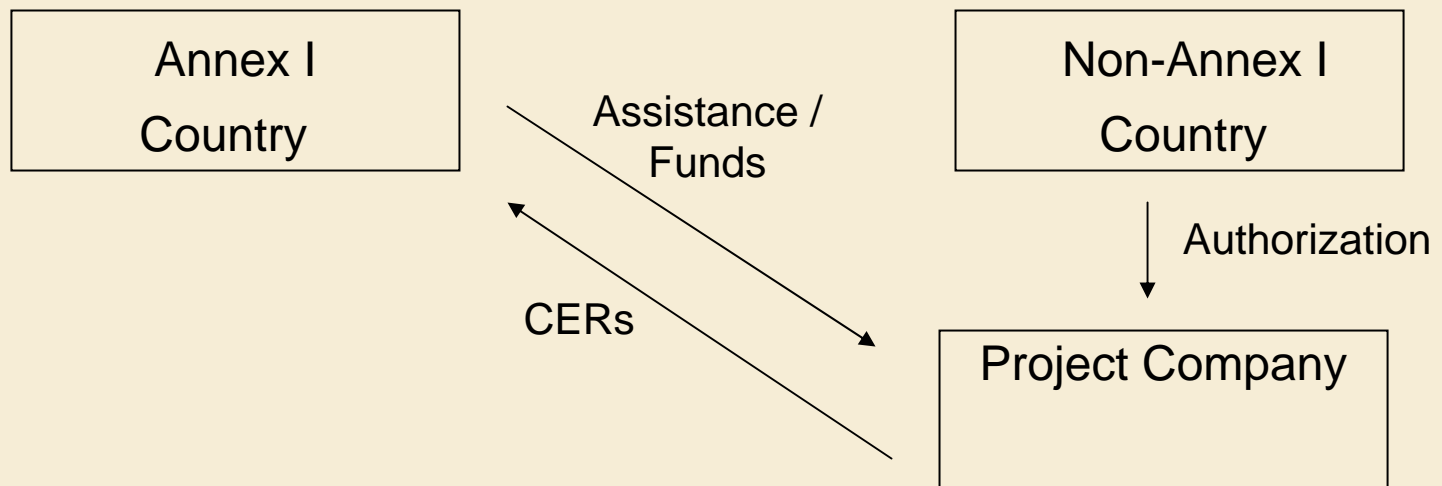 Annex I
Country
Non-Annex I
Country
Assistance /
Funds
Authorization
CERs
Project Company